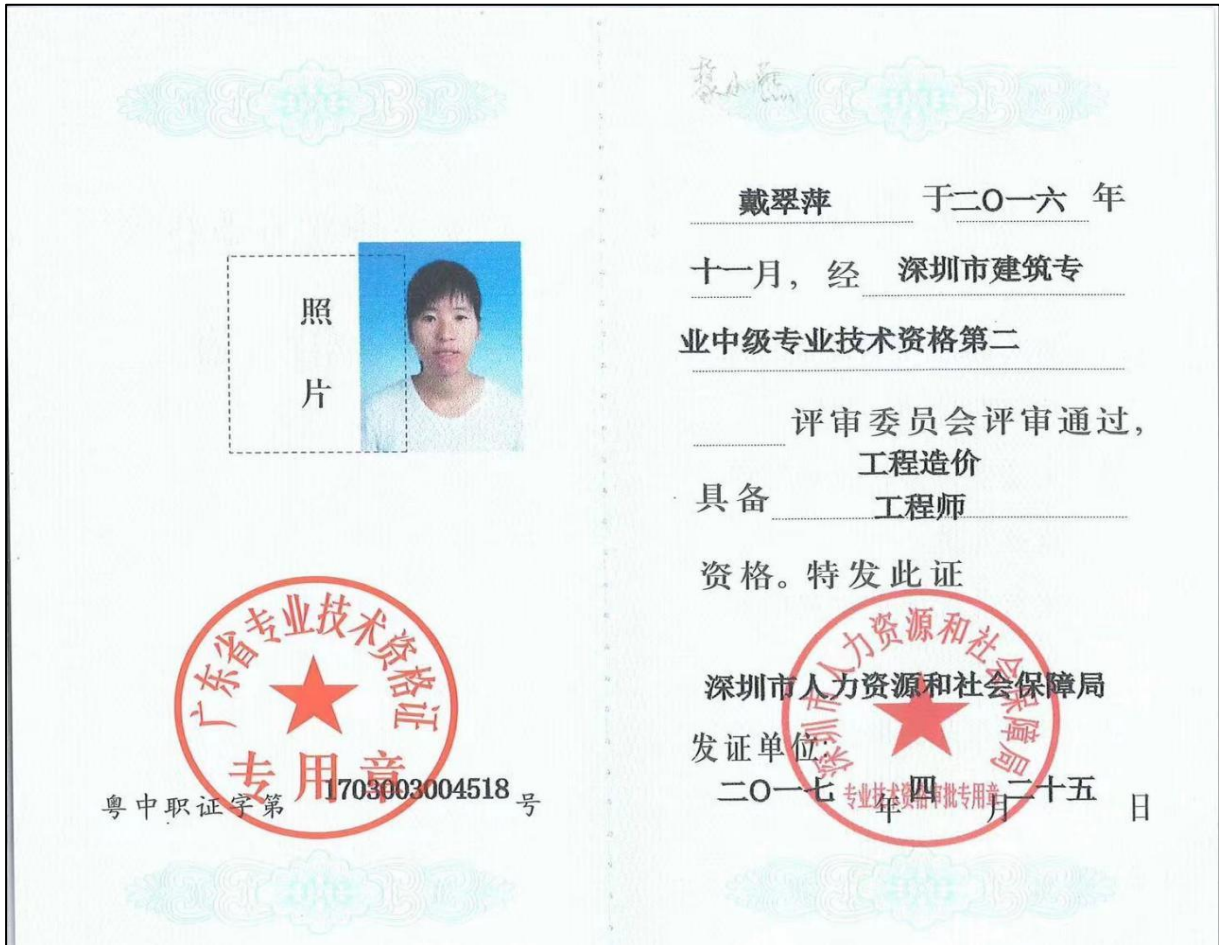 照
片
广东省专业技术资格证
专用章
粤中职证字第 1703003004518 号
戴翠萍 于二O一六 年
十一月, 经 深圳市建筑专
业中级专业技术资格第二
评审委员会评审通过,
工程造价
具备 工程师
资格。特发此证
深圳市人力资源和社会保障局
深圳市人力资源和社会保障局
发证单位:
专业技术资格审批专用章
二O一七 年 四 月 二十五 日